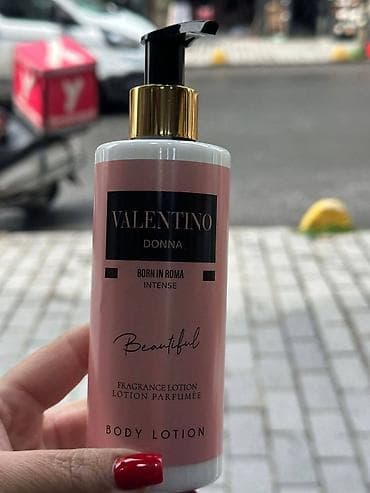 VALENTINO
DONNA
BORN IN ROMA
INTENSE
Beautiful
FRAGRANCE LOTION
LOTION PARFUMÉE
BODY LOTION